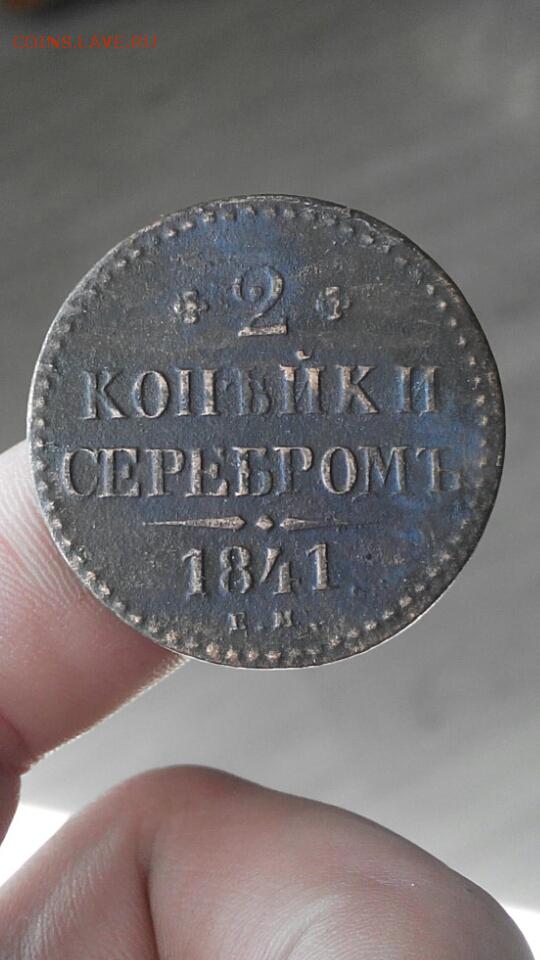 COINS.LAVE.RU
2
КОПѢЙКИ
СЕРЕБРОМЪ
1841
Е.М.